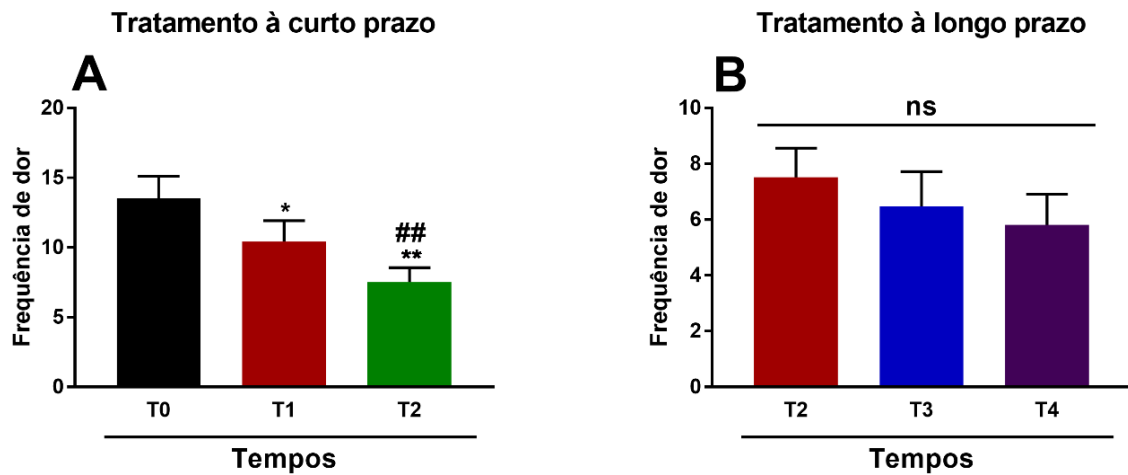 Tratamento à curto prazo
A
Frequência de dor
20
15
10
5
0
*
##
**
T0 T1 T2
Tempos
Tratamento à longo prazo
B
Frequência de dor
10
8
6
4
2
0
ns
T2 T3 T4
Tempos